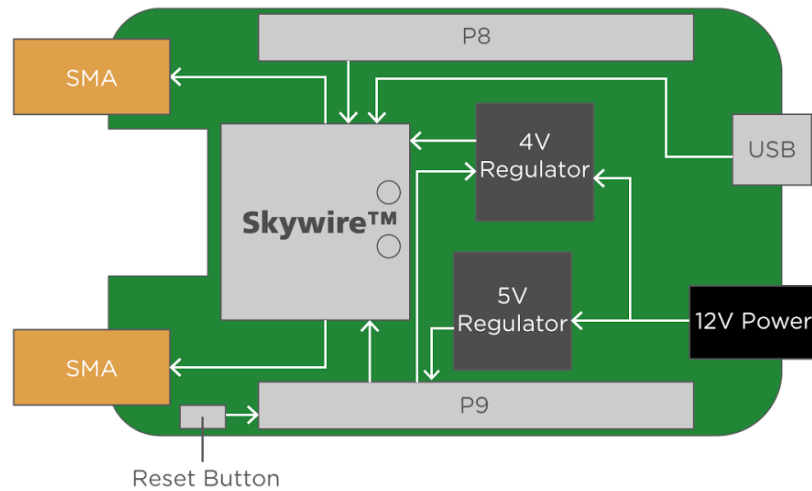 P8
SMA
USB
4V
Regulator
Skywire™
5V
Regulator
12V Power
SMA
P9
Reset Button